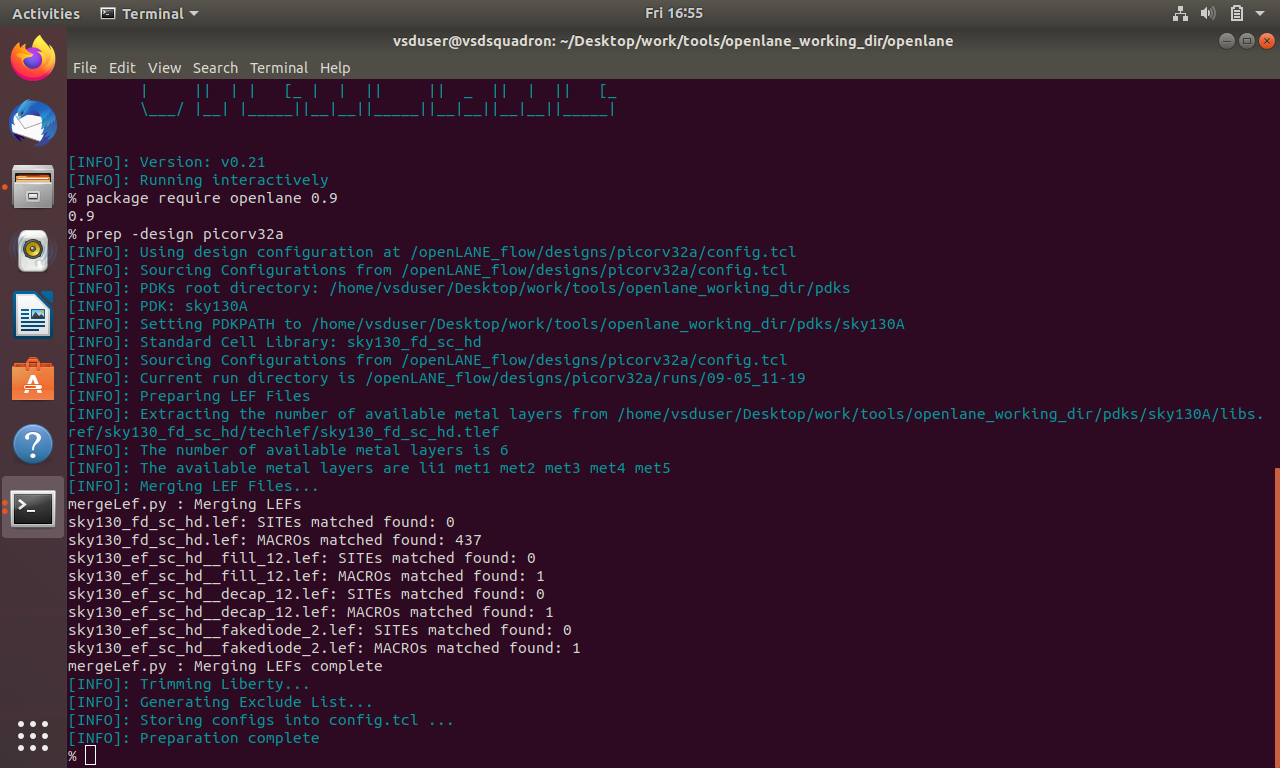 Activities Terminal Fri 16:55
vsduser@vsdsquadron: ~/Desktop/work/tools/openlane_working_dir/openlane
File Edit View Search Terminal Help
[INFO]: Version: v0.21
[INFO]: Running interactively
% package require openlane 0.9
0.9
% prep -design picorv32a
[INFO]: Using design configuration at /openLANE_flow/designs/picorv32a/config.tcl
[INFO]: Sourcing Configurations from /openLANE_flow/designs/picorv32a/config.tcl
[INFO]: PDKs root directory: /home/vsduser/Desktop/work/tools/openlane_working_dir/pdks
[INFO]: PDK: sky130A
[INFO]: Setting PDKPATH to /home/vsduser/Desktop/work/tools/openlane_working_dir/pdks/sky130A
[INFO]: Standard Cell Library: sky130_fd_sc_hd
[INFO]: Sourcing Configurations from /openLANE_flow/designs/picorv32a/config.tcl
[INFO]: Current run directory is /openLANE_flow/designs/picorv32a/runs/09-05_11-19
[INFO]: Preparing LEF Files
[INFO]: Extracting the number of available metal layers from /home/vsduser/Desktop/work/tools/openlane_working_dir/pdks/sky130A/libs.
ref/sky130_fd_sc_hd/techlef/sky130_fd_sc_hd.tlef
[INFO]: The number of available metal layers is 6
[INFO]: The available metal layers are li1 met1 met2 met3 met4 met5
[INFO]: Merging LEF Files...
mergeLef.py : Merging LEFs
sky130_fd_sc_hd.lef: SITEs matched found: 0
sky130_fd_sc_hd.lef: MACROs matched found: 437
sky130_ef_sc_hd__fill_12.lef: SITEs matched found: 0
sky130_ef_sc_hd__fill_12.lef: MACROs matched found: 1
sky130_ef_sc_hd__decap_12.lef: SITEs matched found: 0
sky130_ef_sc_hd__decap_12.lef: MACROs matched found: 1
sky130_ef_sc_hd__fakediode_2.lef: SITEs matched found: 0
sky130_ef_sc_hd__fakediode_2.lef: MACROs matched found: 1
mergeLef.py : Merging LEFs complete
[INFO]: Trimming Liberty...
[INFO]: Generating Exclude List...
[INFO]: Storing configs into config.tcl ...
[INFO]: Preparation complete
%